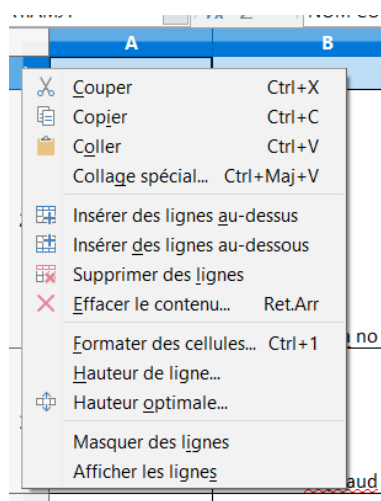 A B
Couper Ctrl+X
Copier Ctrl+C
Coller Ctrl+V
Collage spécial... Ctrl+Maj+V
Insérer des lignes au-dessus
Insérer des lignes au-dessous
Supprimer des lignes
Effacer le contenu... Ret.Arr
Formater des cellules... Ctrl+1
no
Hauteur de ligne...
Hauteur optimale...
Masquer des lignes
Afficher les lignes
aud